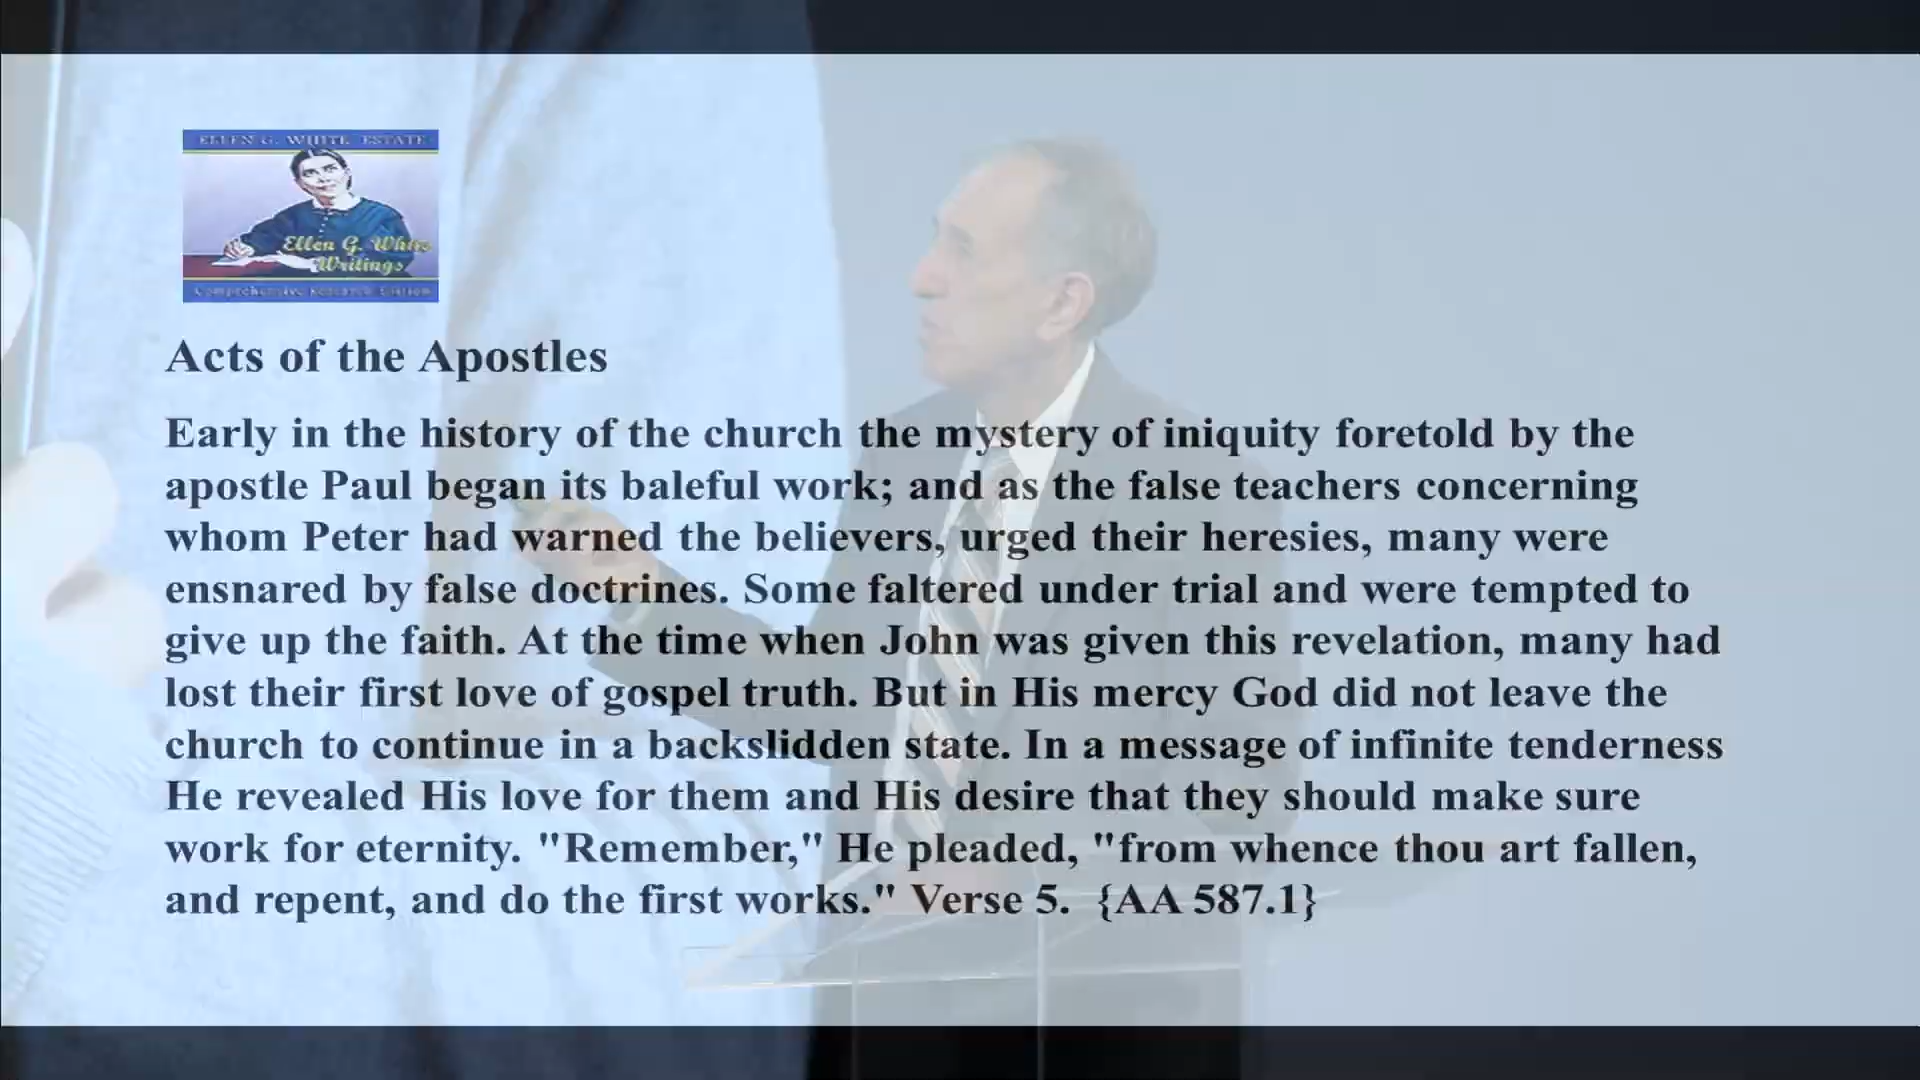 ELLEN G. WHITE ESTATE
Ellen G. White
Writings
Comprehensive Research Edition
Acts of the Apostles
Early in the history of the church the mystery of iniquity foretold by the
apostle Paul began its baleful work; and as the false teachers concerning
whom Peter had warned the believers, urged their heresies, many were
ensnared by false doctrines. Some faltered under trial and were tempted to
give up the faith. At the time when John was given this revelation, many had
lost their first love of gospel truth. But in His mercy God did not leave the
church to continue in a backslidden state. In a message of infinite tenderness
He revealed His love for them and His desire that they should make sure
work for eternity. "Remember," He pleaded, "from whence thou art fallen,
and repent, and do the first works." Verse 5.  {AA 587.1}